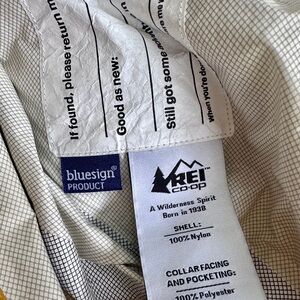 If found, please return m
Good as new:
Still got some
When you're do
bluesign®
PRODUCT
REI
CO·OP
A Wilderness Spirit
Born in 1938
SHELL:
100% Nylon
COLLAR FACING
AND POCKETING:
100% Polyester